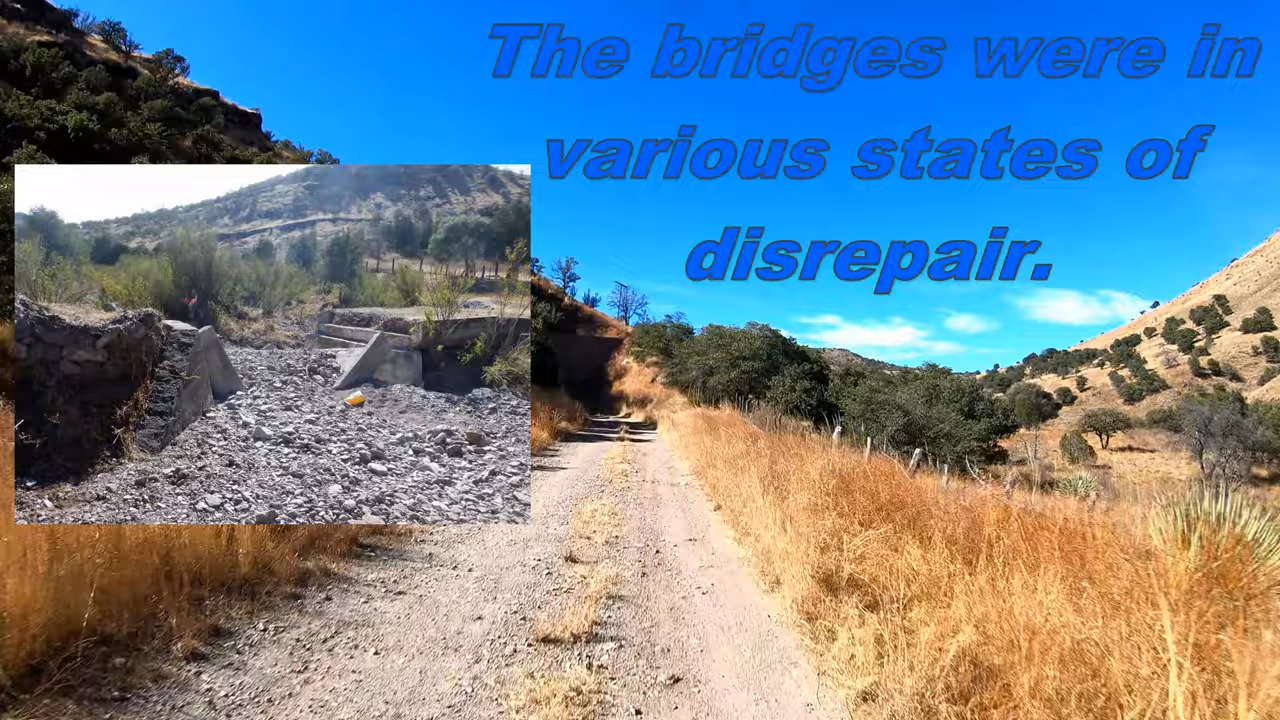 The bridges were in
various states of
disrepair.